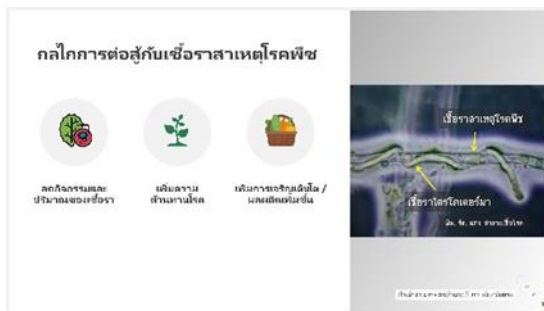 กลไกการต่อสู้กับเชื้อราสาเหตุโรคพืช
ลดกิจกรรมและ
ปริมาณของเชื้อรา
เพิ่มความ
ต้านทานโรค
เพิ่มการเจริญเติบโต /
ผลผลิตเพิ่มขึ้น
เชื้อราสาเหตุโรคพืช
เชื้อราไตรโคเดอร์มา